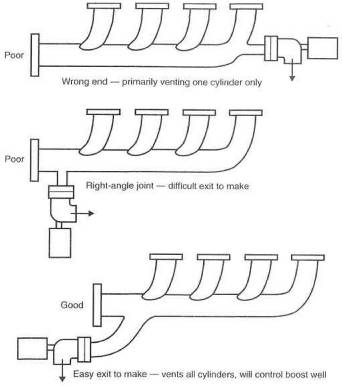 Poor
Wrong end — primarily venting one cylinder only
Poor
Right-angle joint — difficult exit to make
Good
Easy exit to make — vents all cylinders, will control boost well